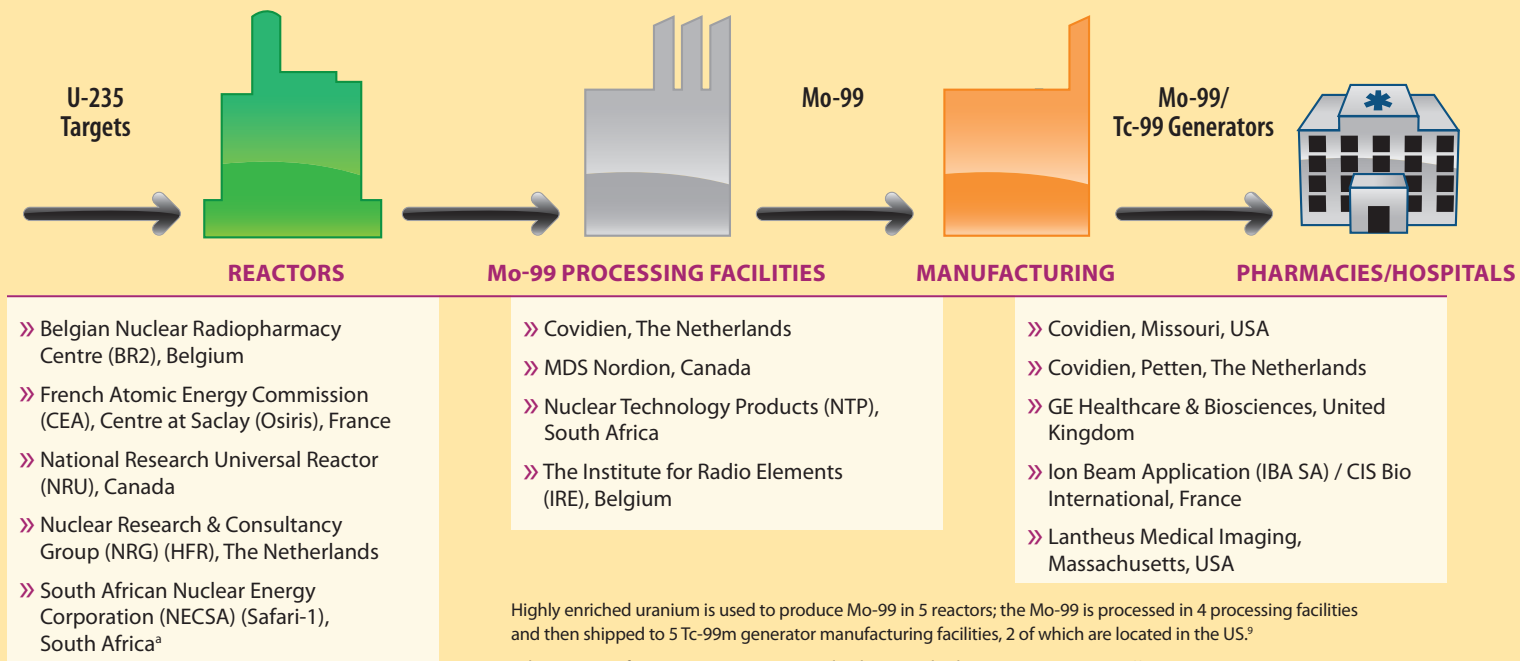 U-235
Targets
Mo-99
Mo-99/
Tc-99 Generators
REACTORS
Mo-99 PROCESSING FACILITIES
MANUFACTURING
PHARMACIES/HOSPITALS
» Belgian Nuclear Radiopharmacy
Centre (BR2), Belgium
» French Atomic Energy Commission
(CEA), Centre at Saclay (Osiris), France
» National Research Universal Reactor
(NRU), Canada
» Nuclear Research & Consultancy
Group (NRG) (HFR), The Netherlands
» South African Nuclear Energy
Corporation (NECSA) (Safari-1),
South Africaᵃ
» Covidien, The Netherlands
» MDS Nordion, Canada
» Nuclear Technology Products (NTP),
South Africa
» The Institute for Radio Elements
(IRE), Belgium
» Covidien, Missouri, USA
» Covidien, Petten, The Netherlands
» GE Healthcare & Biosciences, United
Kingdom
» Ion Beam Application (IBA SA) / CIS Bio
International, France
» Lantheus Medical Imaging,
Massachusetts, USA
Highly enriched uranium is used to produce Mo-99 in 5 reactors; the Mo-99 is processed in 4 processing facilities
and then shipped to 5 Tc-99m generator manufacturing facilities, 2 of which are located in the US.⁹